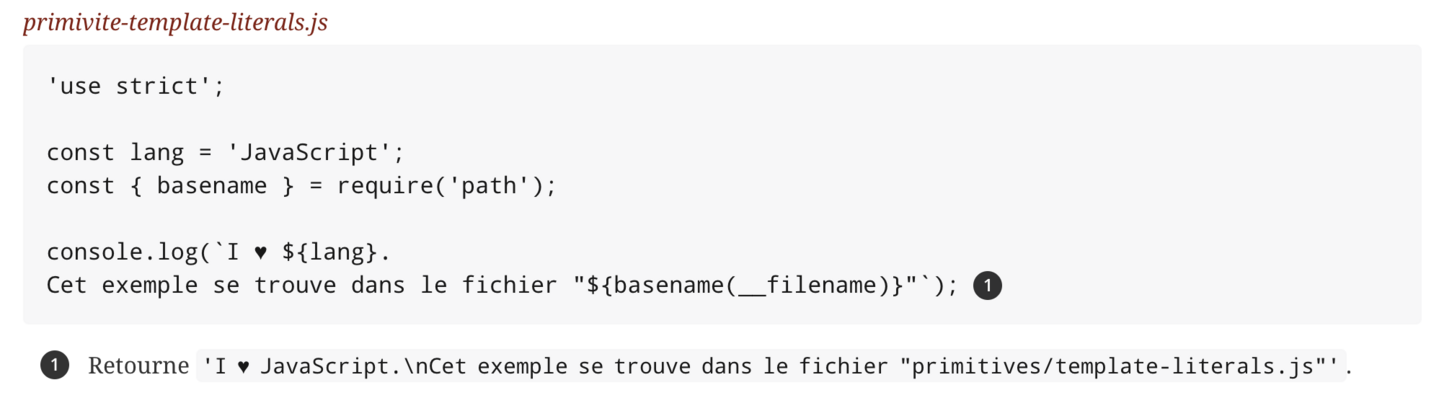 primivite-template-literals.js
'use strict';
const lang = 'JavaScript';
const { basename } = require('path');
console.log(`I ♥ ${lang}.
Cet exemple se trouve dans le fichier "${basename(__filename)}"`); 1
1 Retourne 'I ♥ JavaScript.\nCet exemple se trouve dans le fichier "primitives/template-literals.js"'.